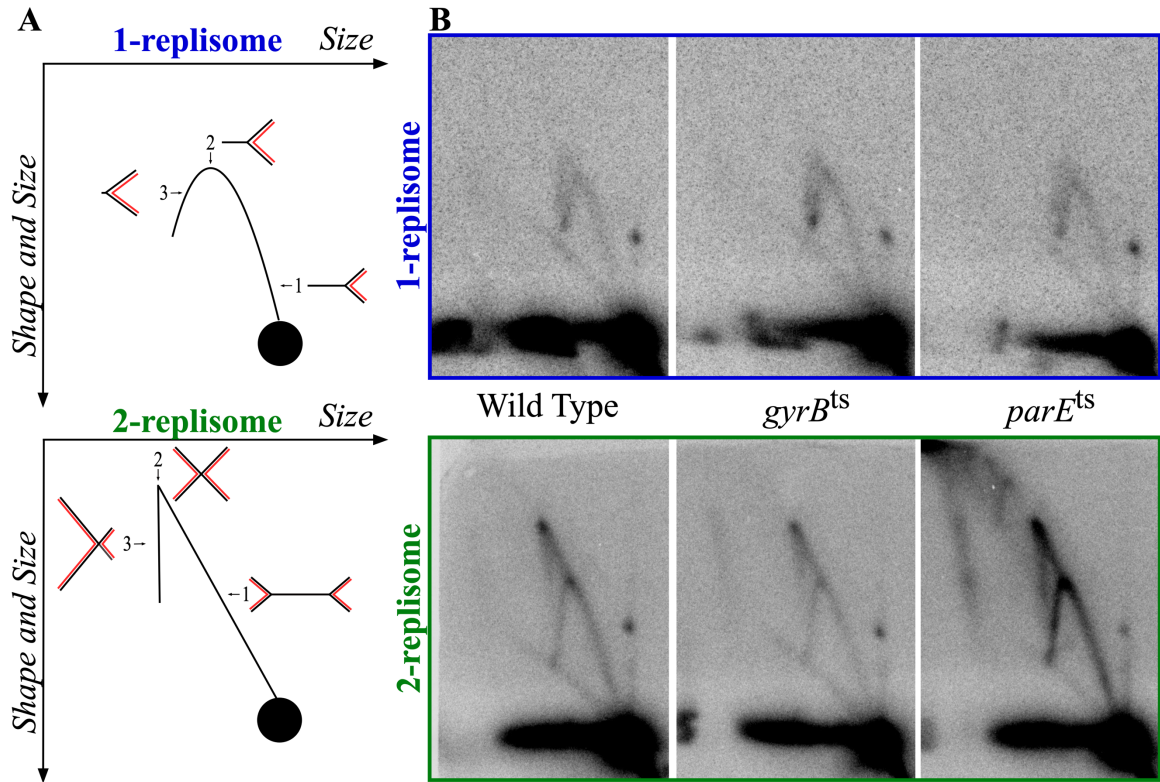 A
1-replisome Size
Shape and Size
2
3
1
2-replisome Size
Shape and Size
2
3
1
B
1-replisome
Wild Type gyrBts parEts
2-replisome